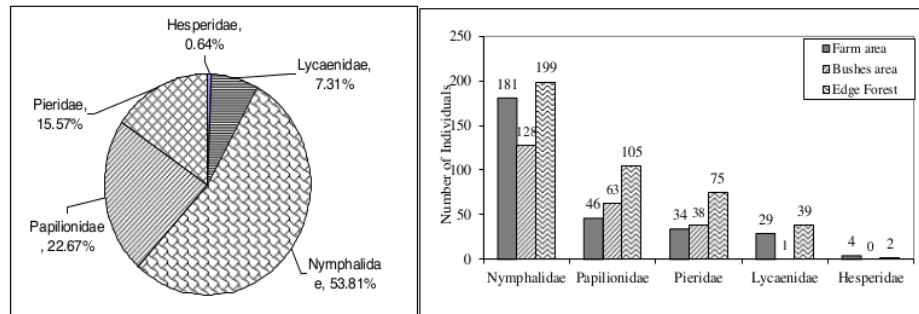 Hesperidae,
0.64%
Lycaenidae,
7.31%
Pieridae,
15.57%
Papilionidae
, 22.67%
Nymphalida
e, 53.81%
Number of Individuals
250
200
150
100
50
0
Farm area
Bushes area
Edge Forest
181
128
199
46
63
105
34
38
75
29
1
39
4
0
2
Nymphalidae
Papilionidae
Pieridae
Lycaenidae
Hesperidae